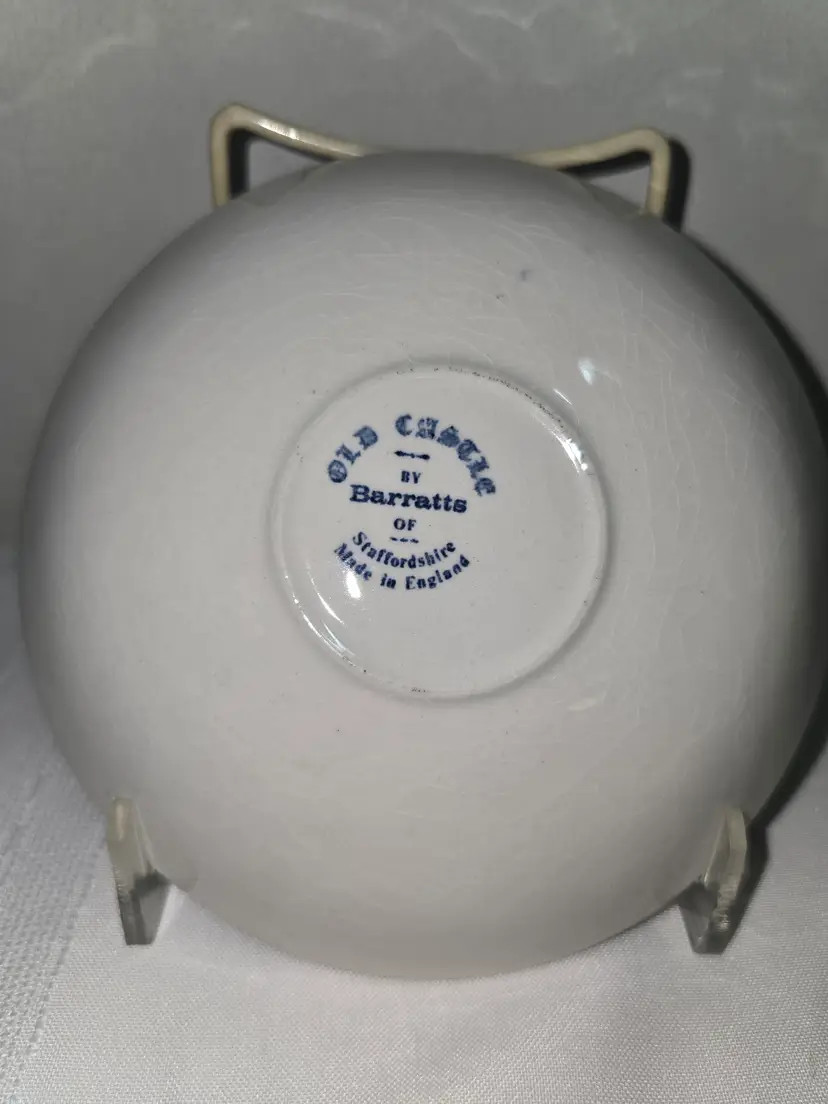 OLD CASTLE
BY
Barratts
OF
Staffordshire
Made in England